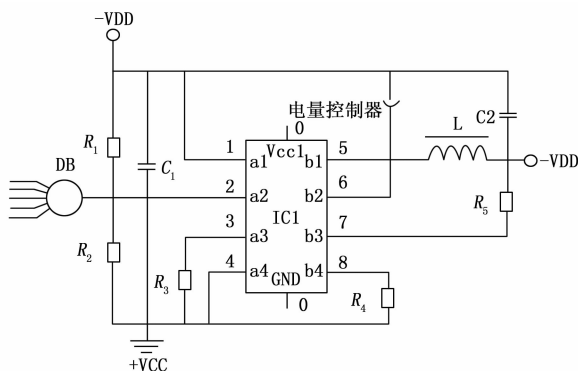 -VDD
0
电量控制器
C2
R1
DB
C1
1
Vcc1
5
L
a1
b1
-VDD
2
6
a2
b2
R5
IC1
3
7
a3
b3
R2
4
8
a4
b4
R3
GND
R4
0
+VCC